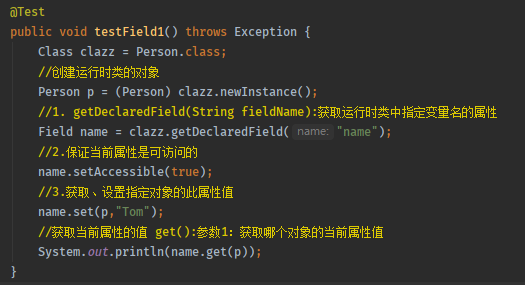 @Test
public void testField1() throws Exception {
Class clazz = Person.class;
//创建运行时类的对象
Person p = (Person) clazz.newInstance();
//1. getDeclaredField(String fieldName):获取运行时类中指定变量名的属性
Field name = clazz.getDeclaredField( name: "name");
//2.保证当前属性是可访问的
name.setAccessible(true);
//3.获取、设置指定对象的此属性值
name.set(p,"Tom");
//获取当前属性的值 get():参数1：获取哪个对象的当前属性值
System.out.println(name.get(p));
}